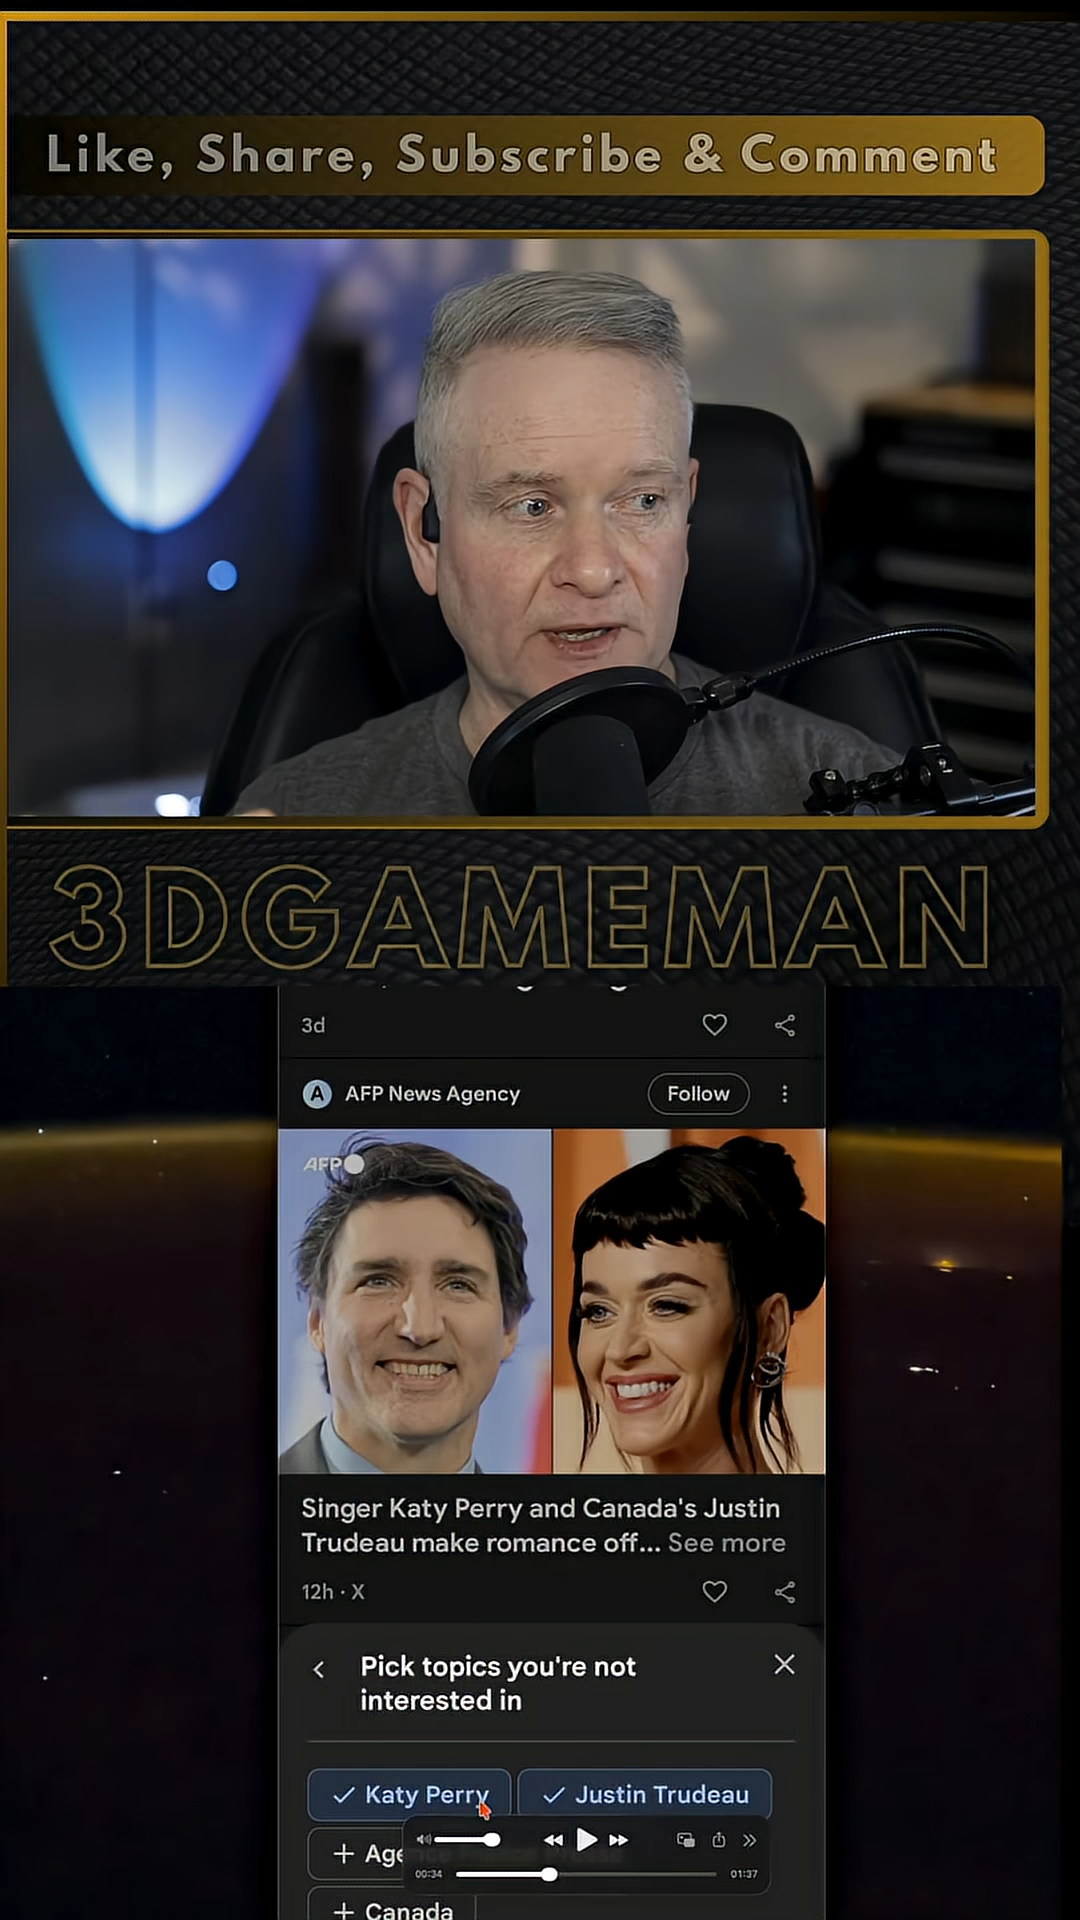 Like, Share, Subscribe & Comment
3DGAMEMAN
3d
A AFP News Agency
Follow
AFP
Singer Katy Perry and Canada's Justin
Trudeau make romance off... See more
12h · X
Pick topics you're not
interested in
Katy Perry
Justin Trudeau
00:34
01:37
Canada